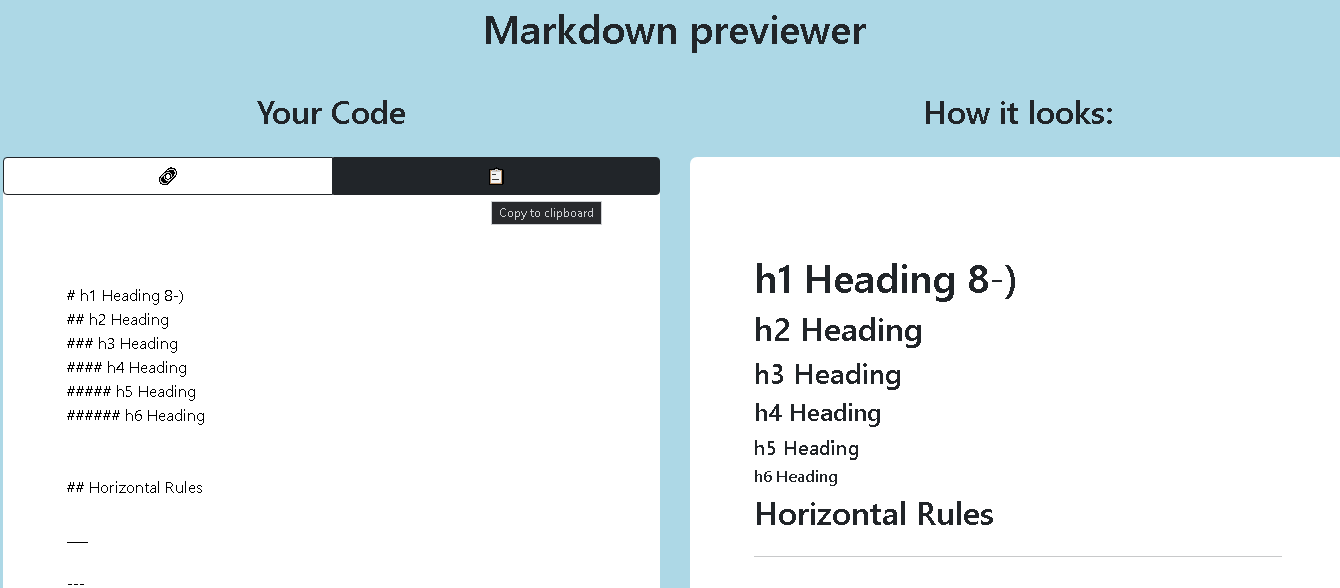 Markdown previewer
Your Code
Copy to clipboard
# h1 Heading 8-)
## h2 Heading
### h3 Heading
#### h4 Heading
##### h5 Heading
###### h6 Heading
## Horizontal Rules
___
---
How it looks:
h1 Heading 8-)
h2 Heading
h3 Heading
h4 Heading
h5 Heading
h6 Heading
Horizontal Rules